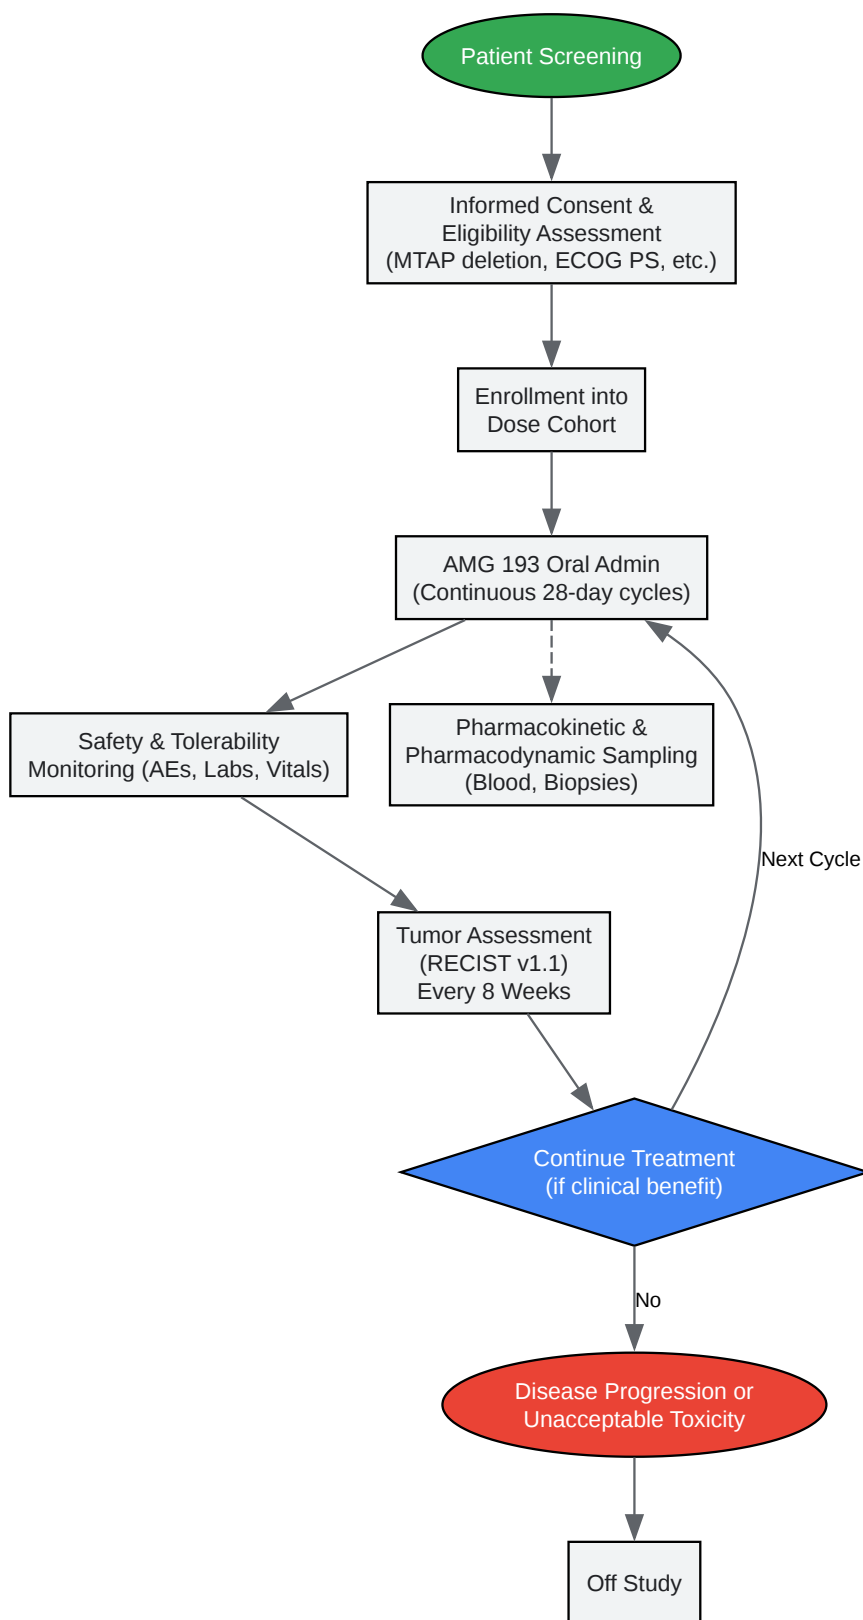 Patient Screening
Informed Consent &
Eligibility Assessment
(MTAP deletion, ECOG PS, etc.)
Enrollment into
Dose Cohort
AMG 193 Oral Admin
(Continuous 28-day cycles)
Safety & Tolerability
Monitoring (AEs, Labs, Vitals)
Pharmacokinetic &
Pharmacodynamic Sampling
(Blood, Biopsies)
Next Cycle
Tumor Assessment
(RECIST v1.1)
Every 8 Weeks
Continue Treatment
(if clinical benefit)
No
Disease Progression or
Unacceptable Toxicity
Off Study